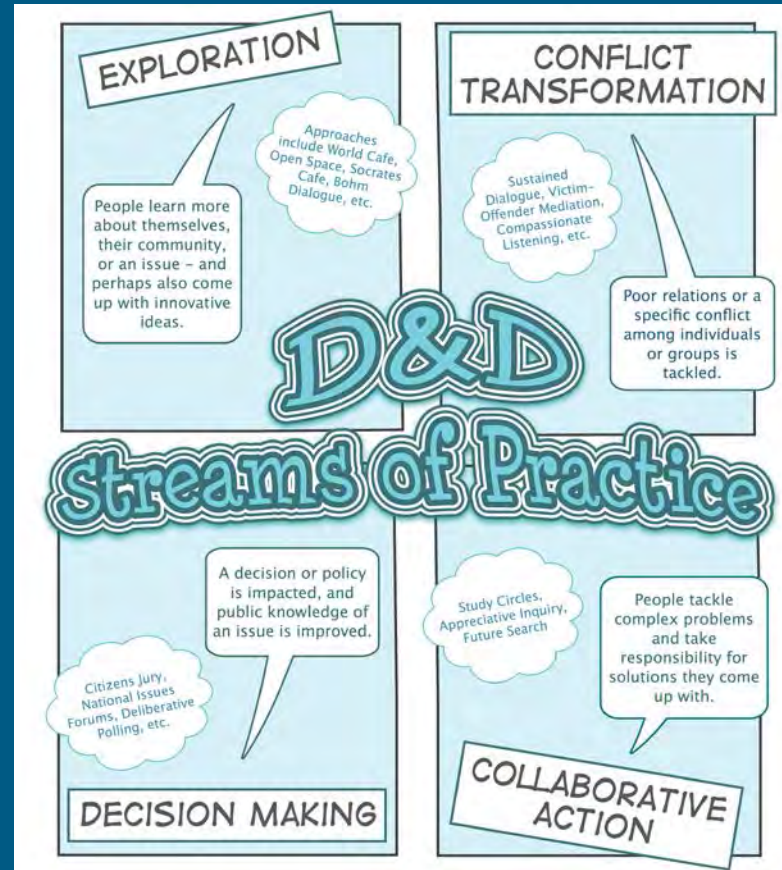 EXPLORATION
Approaches
include World Cafe,
Open Space, Socrates
Cafe, Bohm
Dialogue, etc.
People learn more
about themselves,
their community,
or an issue – and
perhaps also come
up with innovative
ideas.
CONFLICT
TRANSFORMATION
Sustained
Dialogue, Victim-
Offender Mediation,
Compassionate
Listening, etc.
Poor relations or a
specific conflict
among individuals
or groups is
tackled.
D&D
Streams of Practice
A decision or policy
is impacted, and
public knowledge of
an issue is improved.
Citizens Jury,
National Issues
Forums, Deliberative
Polling, etc.
DECISION MAKING
Study Circles,
Appreciative Inquiry,
Future Search
People tackle
complex problems
and take
responsibility for
solutions they come
up with.
COLLABORATIVE
ACTION